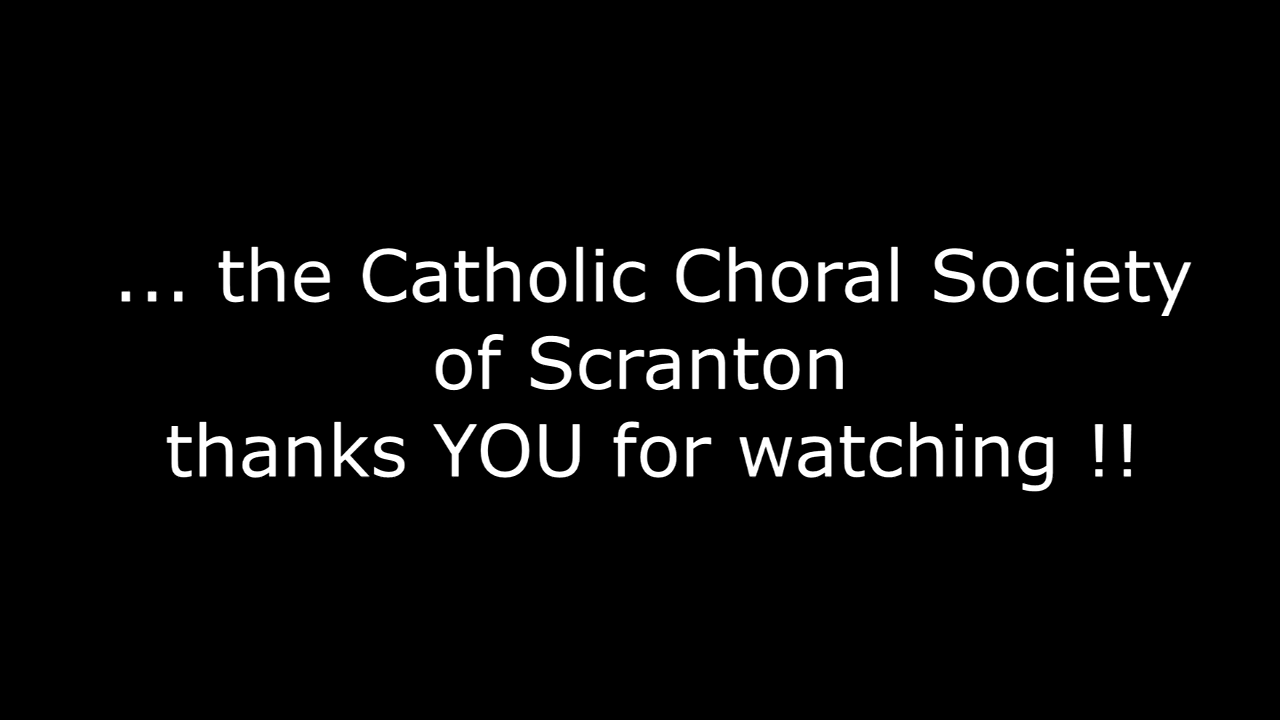 ... the Catholic Choral Society
of Scranton
thanks YOU for watching !!